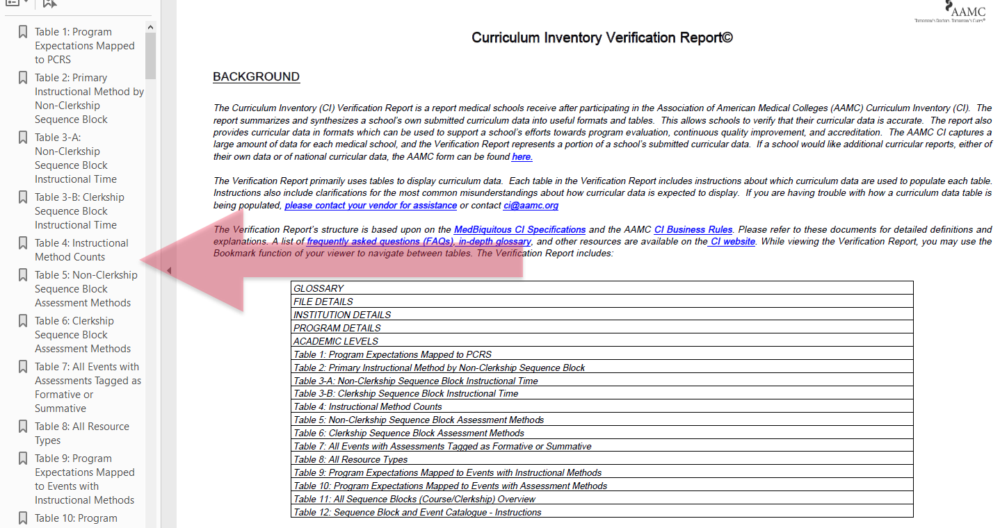 Table 1: Program
Expectations Mapped
to PCRS
Table 2: Primary
Instructional Method by
Non-Clerkship
Sequence Block
Table 3-A:
Non-Clerkship
Sequence Block
Instructional Time
Table 3-B: Clerkship
Sequence Block
Instructional Time
Table 4: Instructional
Method Counts
Table 5: Non-Clerkship
Sequence Block
Assessment Methods
Table 6: Clerkship
Sequence Block
Assessment Methods
Table 7: All Events with
Assessments Tagged as
Formative or
Summative
Table 8: All Resource
Types
Table 9: Program
Expectations Mapped
to Events with
Instructional Methods
Table 10: Program
AAMC
Tomorrow's Doctors, Tomorrow's Cures®
Curriculum Inventory Verification Report©
BACKGROUND
The Curriculum Inventory (CI) Verification Report is a report medical schools receive after participating in the Association of American Medical Colleges (AAMC) Curriculum Inventory (CI). The
report summarizes and synthesizes a school's own submitted curriculum data into useful formats and tables. This allows schools to verify that their curricular data is accurate. The report also
provides curricular data in formats which can be used to support a school's efforts towards program evaluation, continuous quality improvement, and accreditation. The AAMC CI captures a
large amount of data for each medical school, and the Verification Report represents a portion of a school's submitted curricular data. If a school would like additional curricular reports, either of
their own data or of national curricular data, the AAMC form can be found here.
The Verification Report primarily uses tables to display curriculum data. Each table in the Verification Report includes instructions about which curriculum data are used to populate each table.
Instructions also include clarifications for the most common misunderstandings about how curricular data is expected to display. If you are having trouble with how a curriculum data table is
being populated, please contact your vendor for assistance or contact ci@aamc.org
The Verification Report's structure is based upon on the MedBiquitous CI Specifications and the AAMC CI Business Rules. Please refer to these documents for detailed definitions and
explanations. A list of frequently asked questions (FAQs), in-depth glossary, and other resources are available on the CI website. While viewing the Verification Report, you may use the
Bookmark function of your viewer to navigate between tables. The Verification Report includes:
GLOSSARY
FILE DETAILS
INSTITUTION DETAILS
PROGRAM DETAILS
ACADEMIC LEVELS
Table 1: Program Expectations Mapped to PCRS
Table 2: Primary Instructional Method by Non-Clerkship Sequence Block
Table 3-A: Non-Clerkship Sequence Block Instructional Time
Table 3-B: Clerkship Sequence Block Instructional Time
Table 4: Instructional Method Counts
Table 5: Non-Clerkship Sequence Block Assessment Methods
Table 6: Clerkship Sequence Block Assessment Methods
Table 7: All Events with Assessments Tagged as Formative or Summative
Table 8: All Resource Types
Table 9: Program Expectations Mapped to Events with Instructional Methods
Table 10: Program Expectations Mapped to Events with Assessment Methods
Table 11: All Sequence Blocks (Course/Clerkship) Overview
Table 12: Sequence Block and Event Catalogue - Instructions